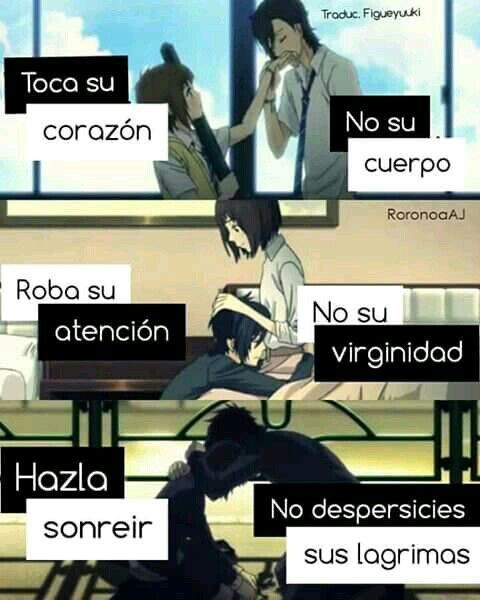 Traduc. Figueyuuki
Toca su
corazón
No su
cuerpo
RoronoaAJ
Roba su
atención
No su
virginidad
Hazla
sonreir
No despersicies
sus lagrimas